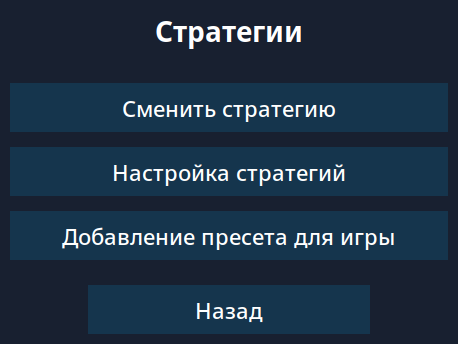 Стратегии
Сменить стратегию
Настройка стратегий
Добавление пресета для игры
Назад